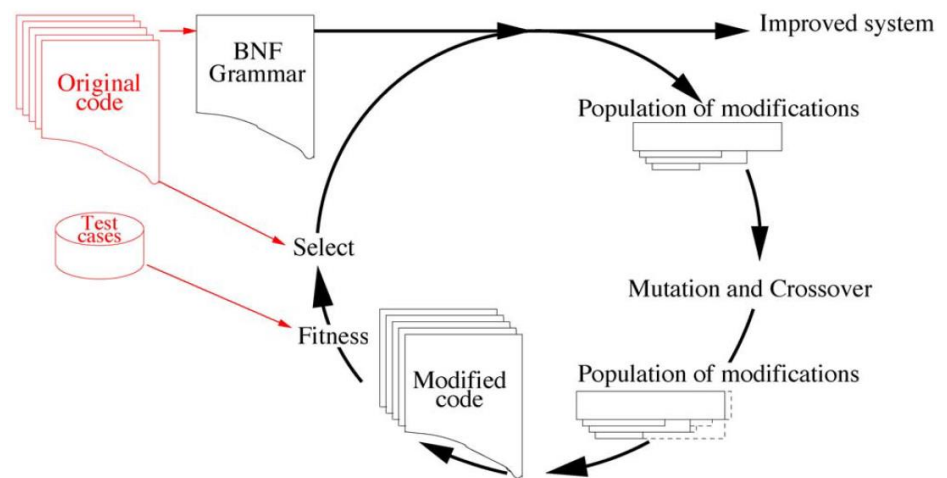 Original
code
BNF
Grammar
Improved system
Population of modifications
Test
cases
Select
Mutation and Crossover
Fitness
Modified
code
Population of modifications